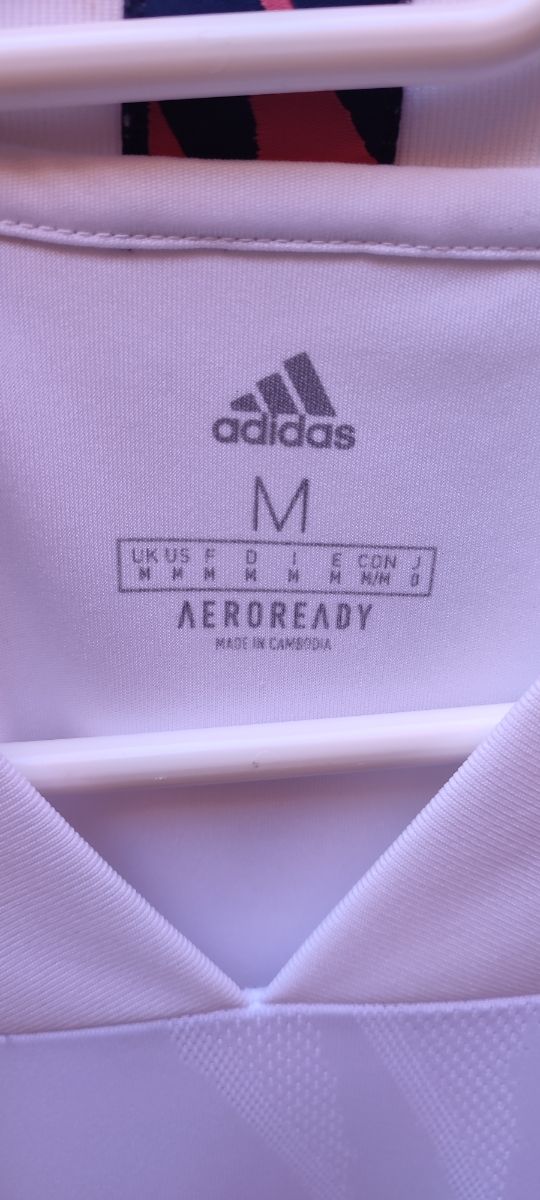 adidas
M
UK US F D I E CON J
M M M M M M M/M O
AEROREADY
MADE IN CAMBODIA